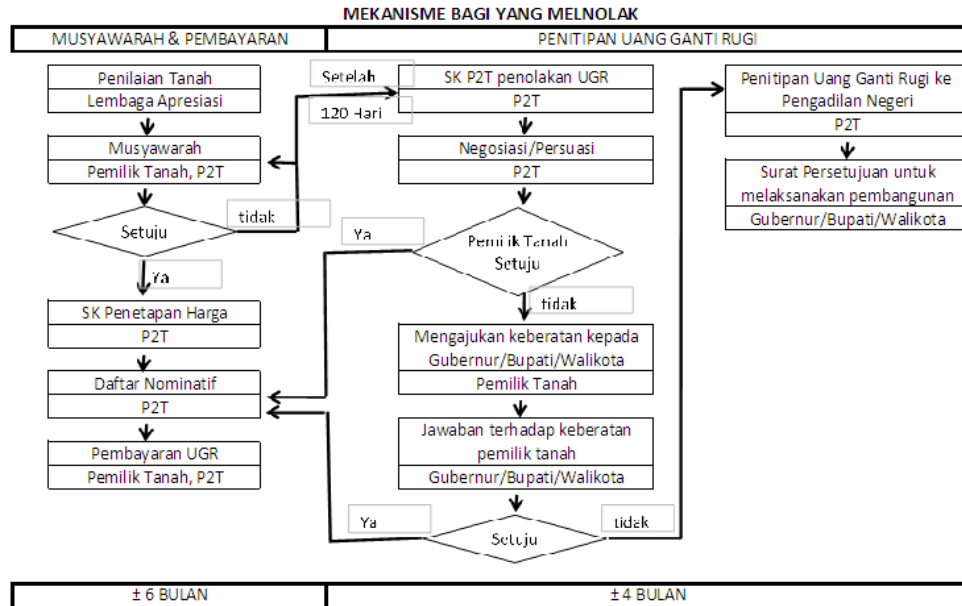 MEKANISME BAGI YANG MELNOLAK
MUSYAWARAH & PEMBAYARAN
PENITIPAN UANG GANTI RUGI
Penilaian Tanah
Lembaga Apresiasi
Musyawarah
Pemilik Tanah, P2T
Setuju
tidak
Ya
SK Penetapan Harga
P2T
Daftar Nominatif
P2T
Pembayaran UGR
Pemilik Tanah, P2T
Setelah
120 Hari
SK P2T penolakan UGR
P2T
Negosiasi/Persuasi
P2T
Pemilik Tanah
Setuju
Ya
tidak
Mengajukan keberatan kepada
Gubernur/Bupati/Walikota
Pemilik Tanah
Jawaban terhadap keberatan
pemilik tanah
Gubernur/Bupati/Walikota
Setuju
Ya
tidak
Penitipan Uang Ganti Rugi ke
Pengadilan Negeri
P2T
Surat Persetujuan untuk
melaksanakan pembangunan
Gubernur/Bupati/Walikota
± 6 BULAN
± 4 BULAN